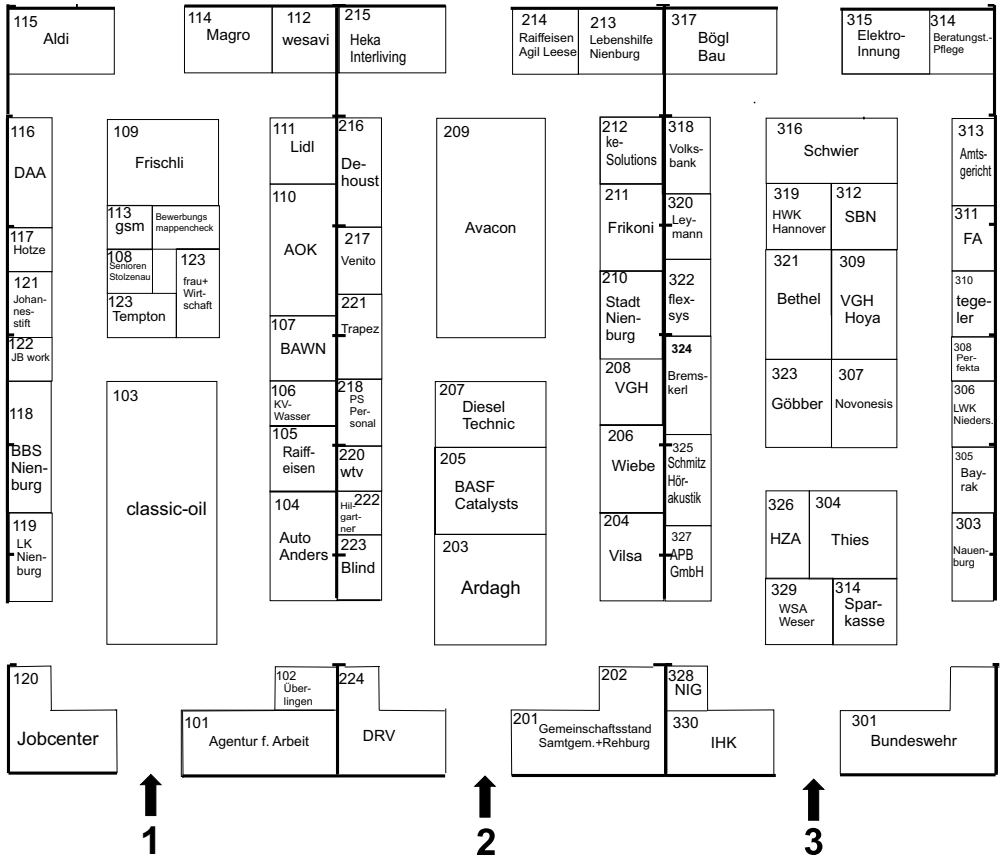 115
Aldi
114
Magro
112
wesavi
215
Heka
Interliving
214
Raiffeisen
Agil Leese
213
Lebenshilfe
Nienburg
317
Bögl
Bau
315
Elektro-
Innung
314
Beratungst.-
Pflege
116
DAA
117
Hotze
121
Johan-
nes-
stift
122
JB work
118
BBS
Nien-
burg
119
LK
Nien-
burg
109
Frischli
113
gsm
Bewerbungs
mappencheck
108
Senioren
Stolzenau
123
frau+
Wirt-
schaft
123
Tempton
103
classic-oil
111
Lidl
110
AOK
107
BAWN
106
KV-
Wasser
105
Raiff-
eisen
104
Auto
Anders
216
De-
houst
217
Venito
221
Trapez
218
PS
Per-
sonal
220
wtv
222
Hil-
gart-
ner
223
Blind
209
Avacon
207
Diesel
Technic
205
BASF
Catalysts
203
Ardagh
212
ke-
Solutions
211
Frikoni
210
Stadt
Nien-
burg
208
VGH
206
Wiebe
204
Vilsa
318
Volks-
bank
320
Ley-
mann
322
flex-
sys
324
Brems-
kerl
325
Schmitz
Hör-
akustik
327
APB
GmbH
316
Schwier
319
HWK
Hannover
312
SBN
321
Bethel
309
VGH
Hoya
323
Göbber
307
Novonesis
326
HZA
304
Thies
329
WSA
Weser
314
Spar-
kasse
313
Amts-
gericht
311
FA
310
tege-
ler
308
Per-
fekta
306
LWK
Nieders.
305
Bay-
rak
303
Nauen-
burg
120
Jobcenter
102
Über-
lingen
101
Agentur f. Arbeit
224
DRV
202
201
Gemeinschaftsstand
Samtgem.+Rehburg
328
NIG
330
IHK
301
Bundeswehr
1
2
3